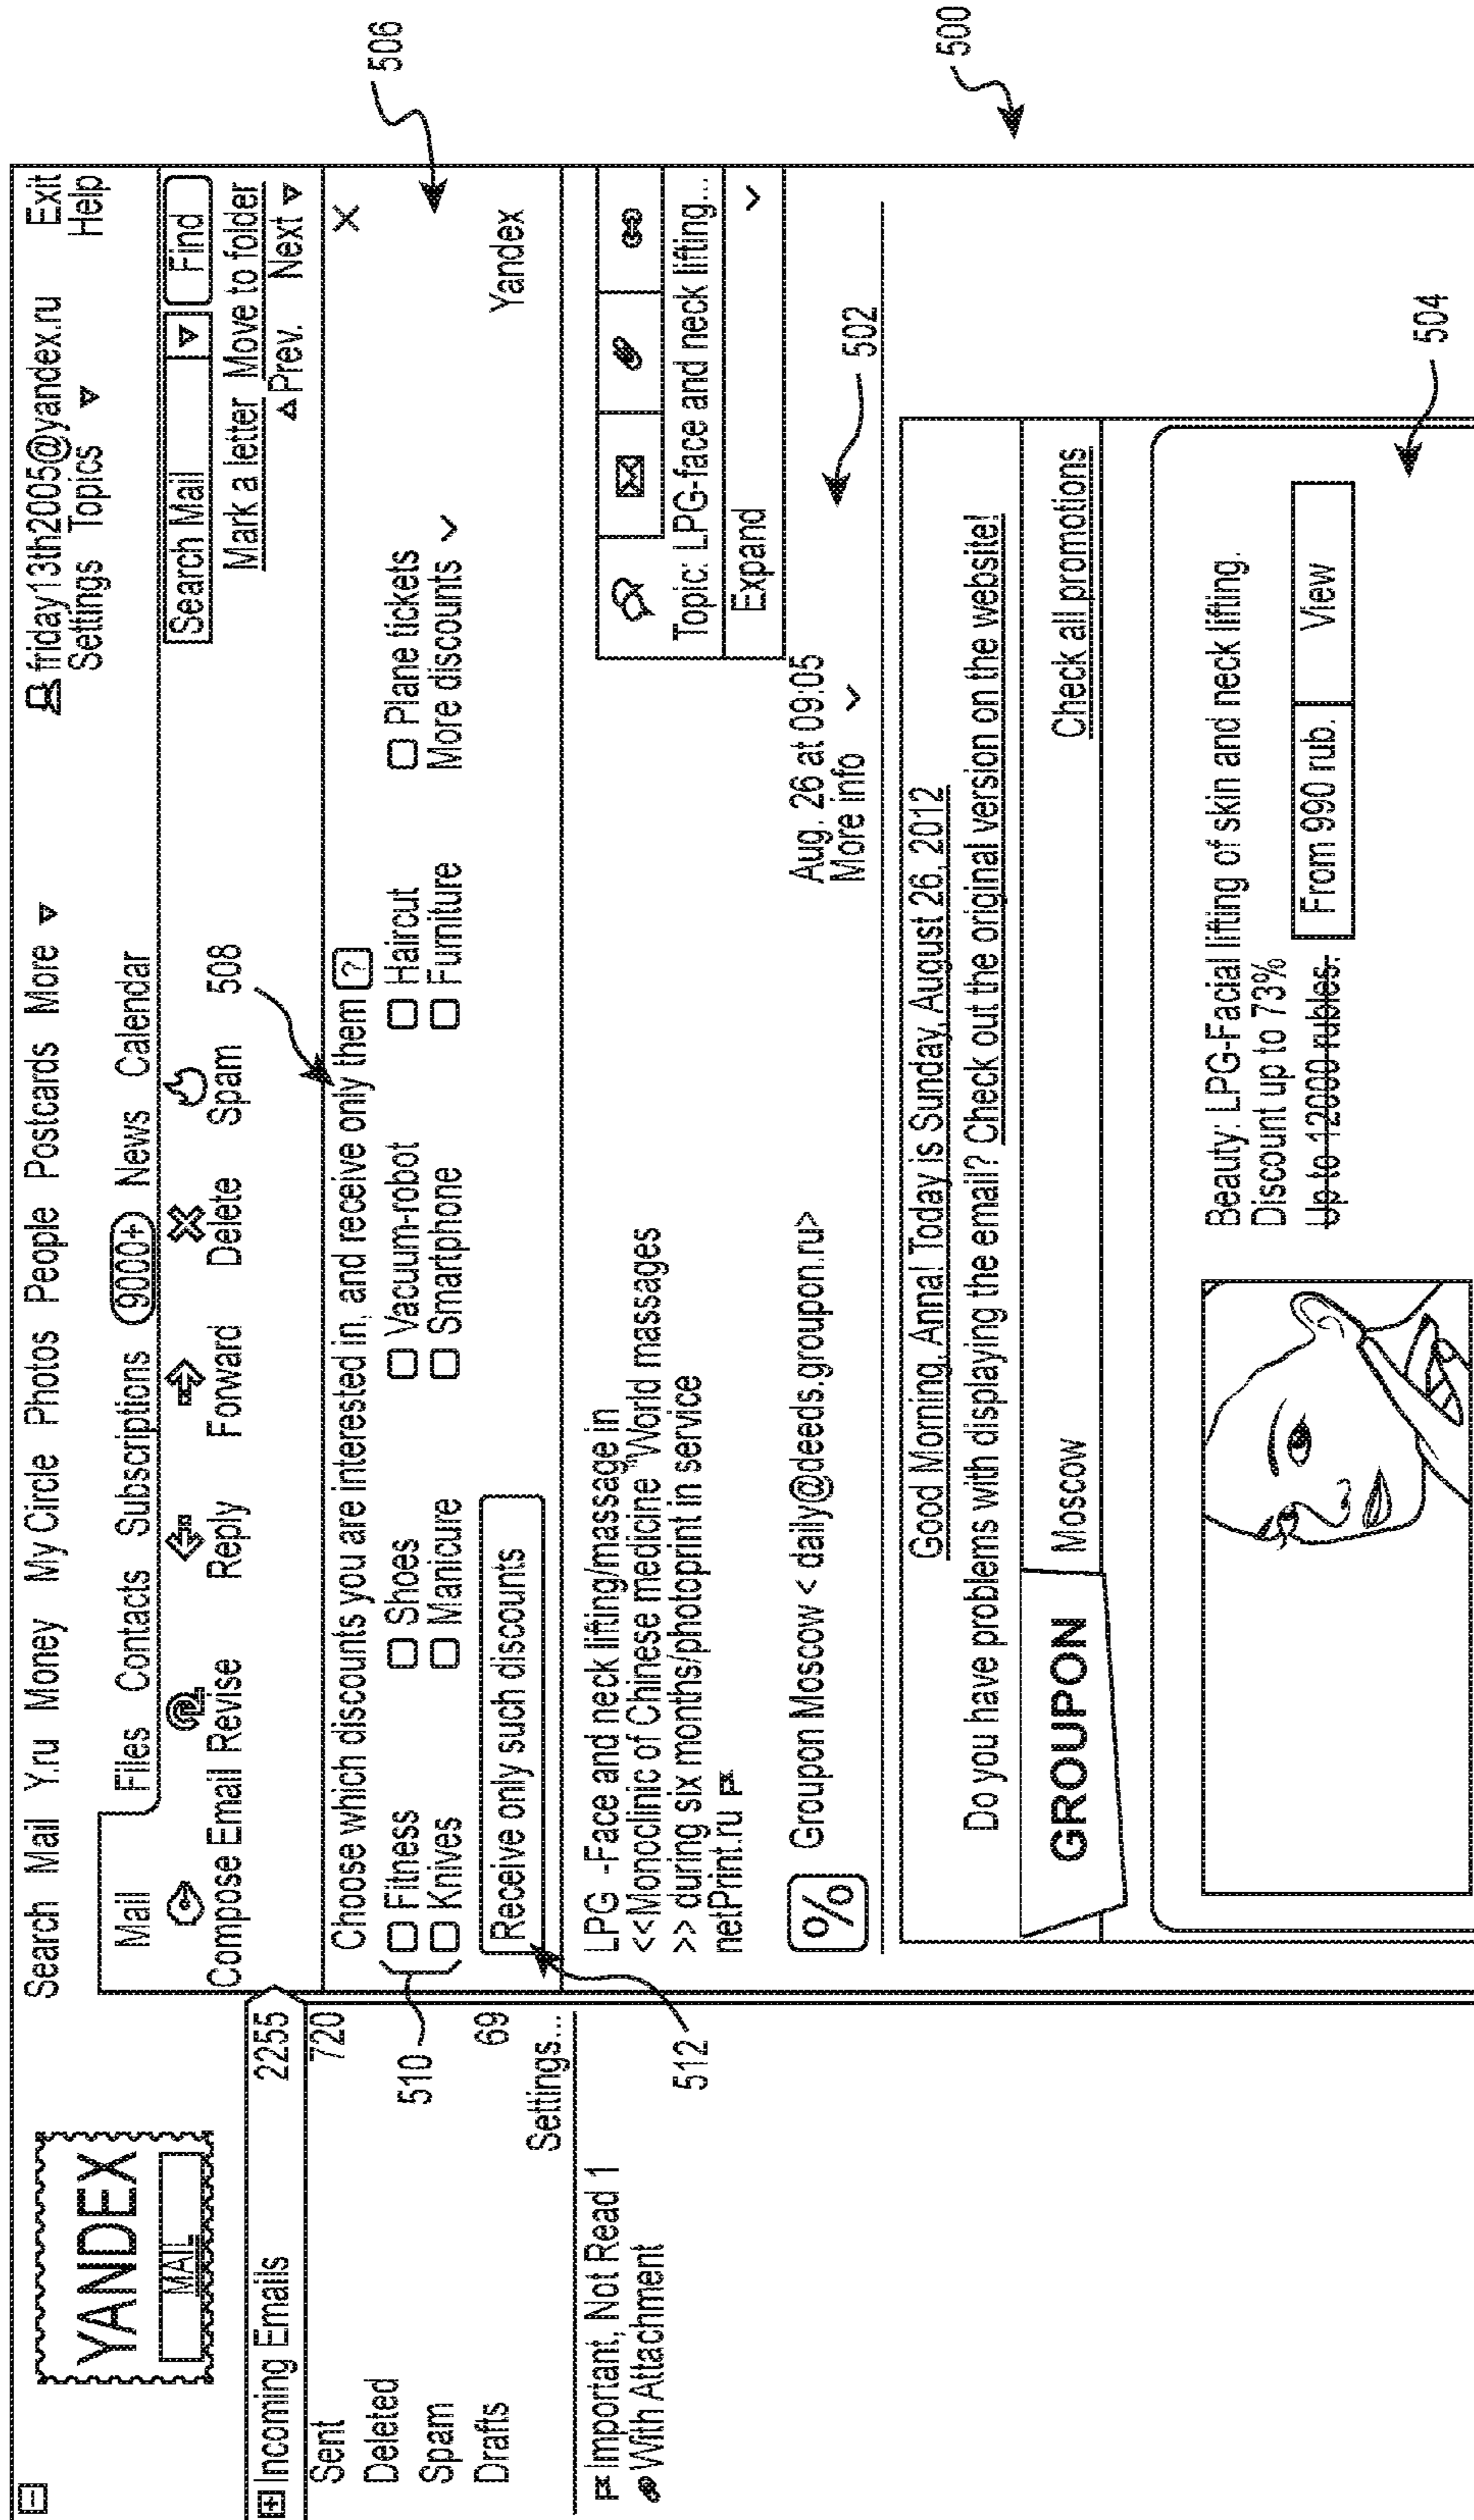 YANDEX
MAIL
Search Mail Y.ru Money My Circle Photos People Postcards More
friday13th2005@yandex.ru Exit
Settings Topics Help
Mail Files Contacts Subscriptions 9000+ News Calendar
Search Mail Find
Compose Email Revise Reply Forward Delete Spam
Mark a letter Move to folder
Prev. Next
Incoming Emails 2255
Sent 720
Deleted
Spam
Drafts 69
Settings...
Important, Not Read 1
With Attachment
508
506
Choose which discounts you are interested in, and receive only them ?
X
Fitness Shoes Vacuum-robot Haircut Plane tickets
Knives Manicure Smartphone Furniture More discounts
Receive only such discounts
Yandex
510
512
LPG -Face and neck lifting/massage in
<<Monoclinic of Chinese medicine "World massages
>> during six months/photoprint in service
netPrint.ru
Topic: LPG-face and neck lifting...
Expand
% Groupon Moscow < daily@deeds.groupon.ru>
Aug. 26 at 09:05
More info
502
Good Morning, Anna! Today is Sunday, August 26, 2012
Do you have problems with displaying the email? Check out the original version on the website!
GROUPON Moscow Check all promotions
500
Beauty: LPG-Facial lifting of skin and neck lifting.
Discount up to 73%
Up to 12000 rubles. From 990 rub. View
504